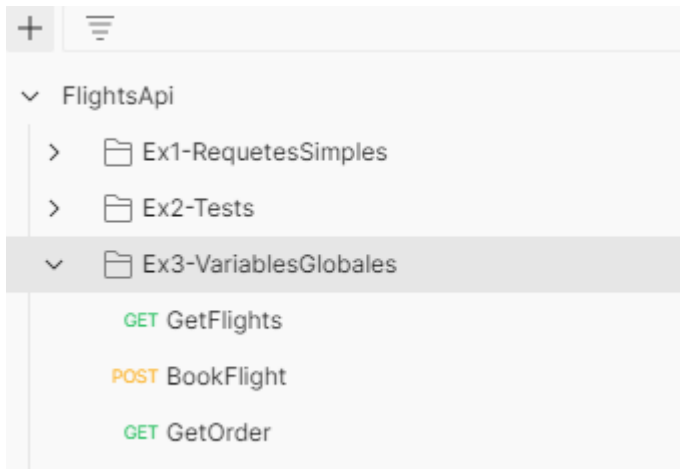 FlightsApi
Ex1-RequetesSimples
Ex2-Tests
Ex3-VariablesGlobales
GET GetFlights
POST BookFlight
GET GetOrder